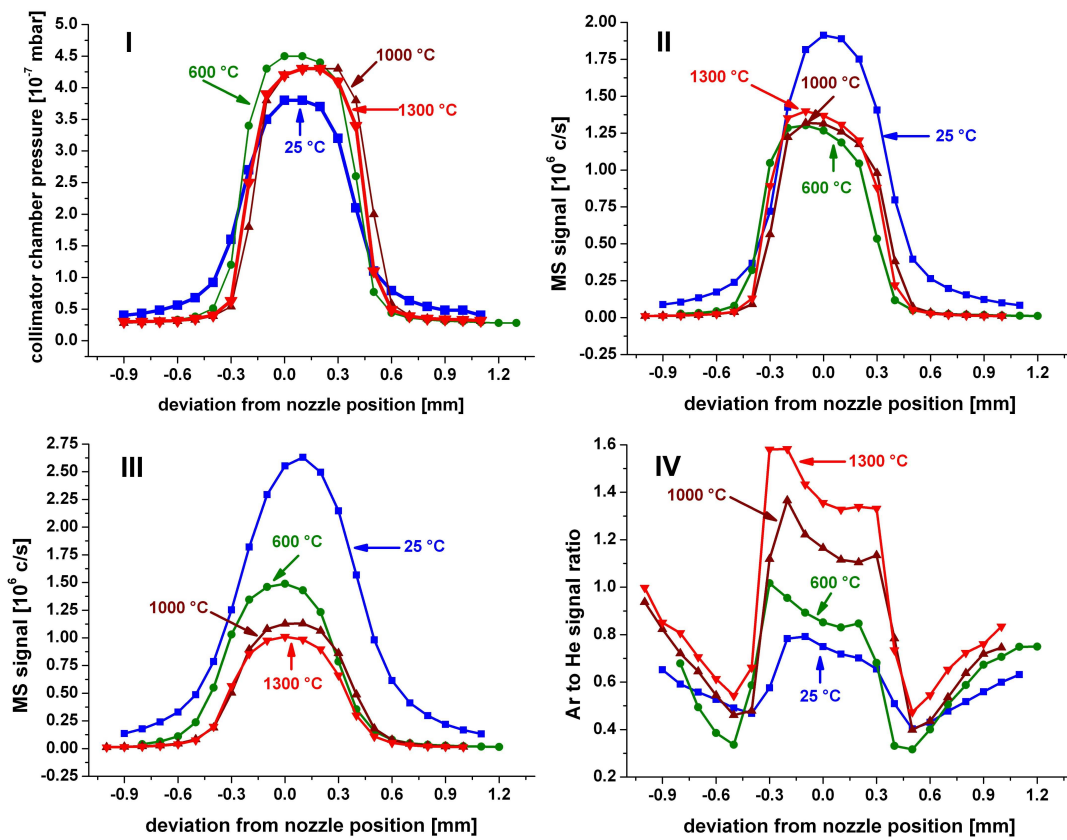 I
5.0
4.5
4.0
3.5
3.0
2.5
2.0
1.5
1.0
0.5
0.0
collimator chamber pressure [10⁻⁷ mbar]
600 °C
1000 °C
1300 °C
25 °C
-0.9 -0.6 -0.3 0.0 0.3 0.6 0.9 1.2
deviation from nozzle position [mm]
II
2.00
1.75
1.50
1.25
1.00
0.75
0.50
0.25
0.00
-0.25
MS signal [10⁶ c/s]
1300 °C
1000 °C
25 °C
600 °C
-0.9 -0.6 -0.3 0.0 0.3 0.6 0.9 1.2
deviation from nozzle position [mm]
III
2.75
2.50
2.25
2.00
1.75
1.50
1.25
1.00
0.75
0.50
0.25
0.00
-0.25
MS signal [10⁶ c/s]
25 °C
600 °C
1000 °C
1300 °C
-0.9 -0.6 -0.3 0.0 0.3 0.6 0.9 1.2
deviation from nozzle position [mm]
IV
1.6
1.4
1.2
1.0
0.8
0.6
0.4
0.2
Ar to He signal ratio
1300 °C
1000 °C
600 °C
25 °C
-0.9 -0.6 -0.3 0.0 0.3 0.6 0.9 1.2
deviation from nozzle position [mm]